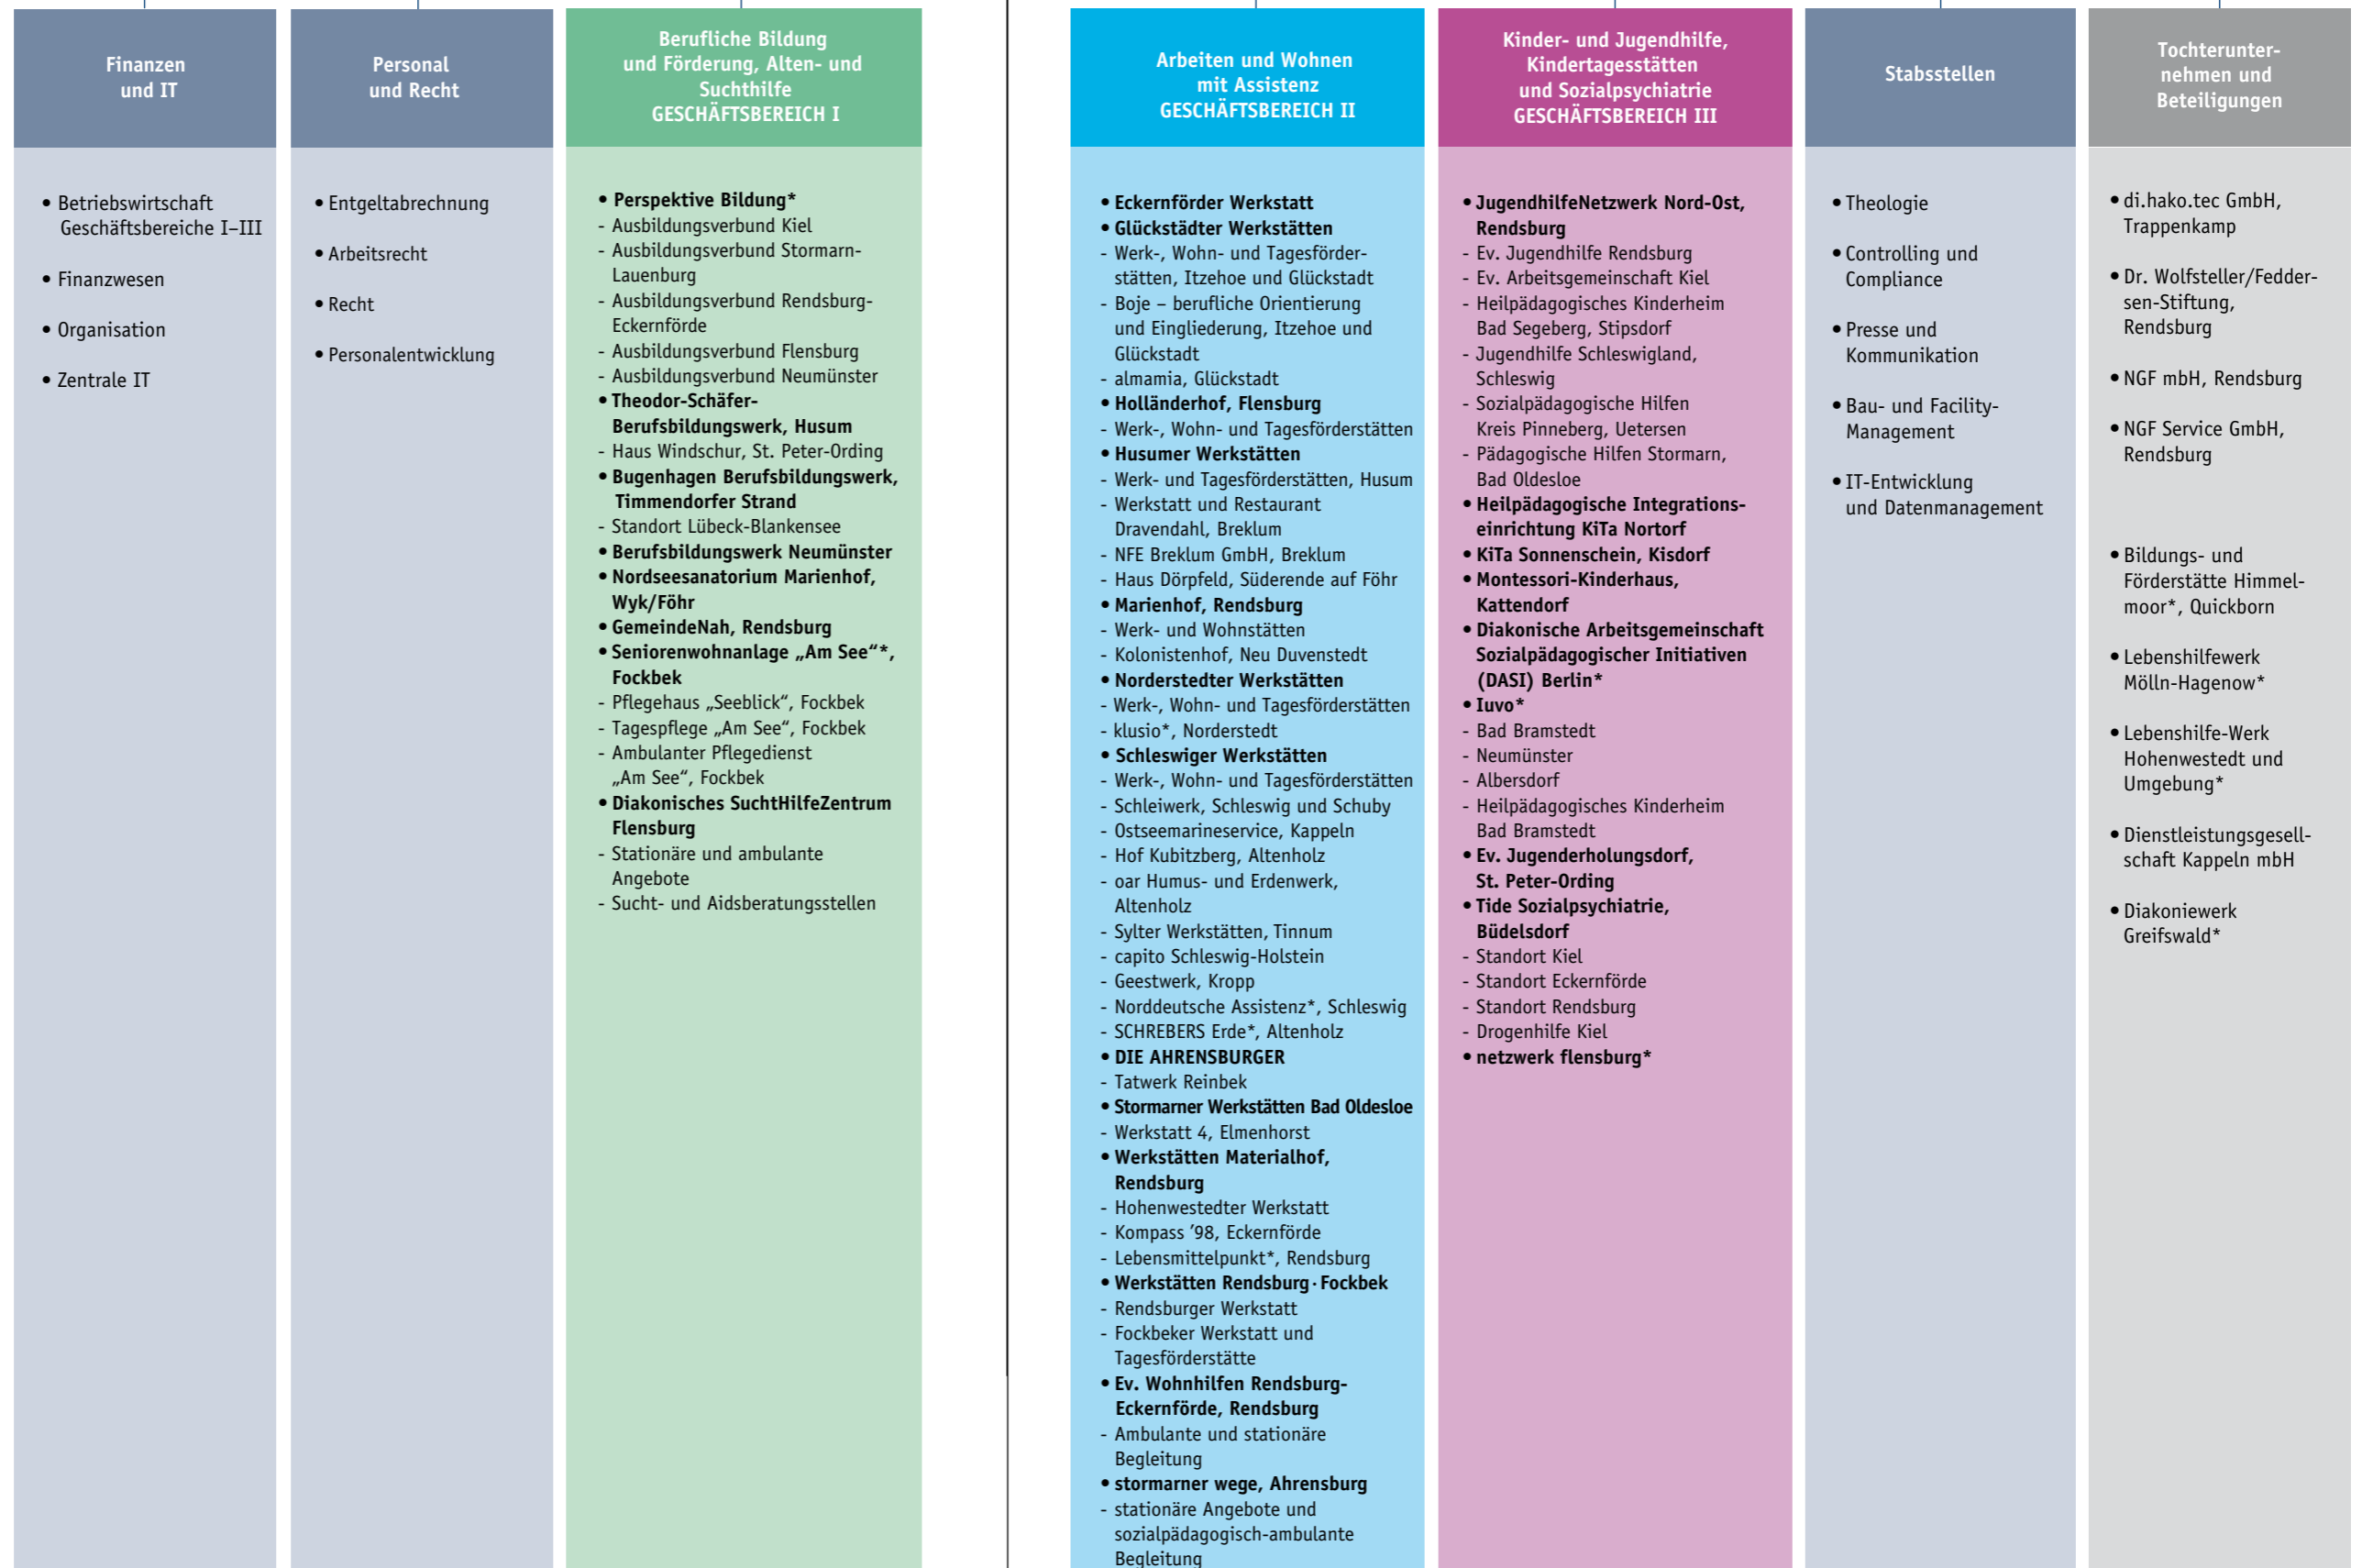 Finanzen
und IT
• Betriebswirtschaft
Geschäftsbereiche I–III
• Finanzwesen
• Organisation
• Zentrale IT
Personal
und Recht
• Entgeltabrechnung
• Arbeitsrecht
• Recht
• Personalentwicklung
Berufliche Bildung
und Förderung, Alten- und
Suchthilfe
GESCHÄFTSBEREICH I
• Perspektive Bildung*
- Ausbildungsverbund Kiel
- Ausbildungsverbund Stormarn-
Lauenburg
- Ausbildungsverbund Rendsburg-
Eckernförde
- Ausbildungsverbund Flensburg
- Ausbildungsverbund Neumünster
• Theodor-Schäfer-
Berufsbildungswerk, Husum
- Haus Windschur, St. Peter-Ording
• Bugenhagen Berufsbildungswerk,
Timmendorfer Strand
- Standort Lübeck-Blankensee
• Berufsbildungswerk Neumünster
• Nordseesanatorium Marienhof,
Wyk/Föhr
• GemeindeNah, Rendsburg
• Seniorenwohnanlage „Am See“*,
Fockbek
- Pflegehaus „Seeblick“, Fockbek
- Tagespflege „Am See“, Fockbek
- Ambulanter Pflegedienst
„Am See“, Fockbek
• Diakonisches SuchtHilfeZentrum
Flensburg
- Stationäre und ambulante
Angebote
- Sucht- und Aidsberatungsstellen
Arbeiten und Wohnen
mit Assistenz
GESCHÄFTSBEREICH II
• Eckernförder Werkstatt
• Glückstädter Werkstätten
- Werk-, Wohn- und Tagesförder-
stätten, Itzehoe und Glückstadt
- Boje – berufliche Orientierung
und Eingliederung, Itzehoe und
Glückstadt
- almamia, Glückstadt
• Holländerhof, Flensburg
- Werk-, Wohn- und Tagesförderstätten
• Husumer Werkstätten
- Werk- und Tagesförderstätten, Husum
- Werkstatt und Restaurant
Dravendahl, Breklum
- NFE Breklum GmbH, Breklum
- Haus Dörpfeld, Süderende auf Föhr
• Marienhof, Rendsburg
- Werk- und Wohnstätten
- Kolonistenhof, Neu Duvenstedt
• Norderstedter Werkstätten
- Werk-, Wohn- und Tagesförderstätten
- klusio*, Norderstedt
• Schleswiger Werkstätten
- Werk-, Wohn- und Tagesförderstätten
- Schleiwerk, Schleswig und Schuby
- Ostseemarineservice, Kappeln
- Hof Kubitzberg, Altenholz
- oar Humus- und Erdenwerk,
Altenholz
- Sylter Werkstätten, Tinnum
- capito Schleswig-Holstein
- Geestwerk, Kropp
- Norddeutsche Assistenz*, Schleswig
- SCHREBERS Erde*, Altenholz
• DIE AHRENSBURGER
- Tatwerk Reinbek
• Stormarner Werkstätten Bad Oldesloe
- Werkstatt 4, Elmenhorst
• Werkstätten Materialhof,
Rendsburg
- Hohenwestedter Werkstatt
- Kompass ’98, Eckernförde
- Lebensmittelpunkt*, Rendsburg
• Werkstätten Rendsburg · Fockbek
- Rendsburger Werkstatt
- Fockbeker Werkstatt und
Tagesförderstätte
• Ev. Wohnhilfen Rendsburg-
Eckernförde, Rendsburg
- Ambulante und stationäre
Begleitung
• stormarner wege, Ahrensburg
- stationäre Angebote und
sozialpädagogisch-ambulante
Begleitung
Kinder- und Jugendhilfe,
Kindertagesstätten
und Sozialpsychiatrie
GESCHÄFTSBEREICH III
• JugendhilfeNetzwerk Nord-Ost,
Rendsburg
- Ev. Jugendhilfe Rendsburg
- Ev. Arbeitsgemeinschaft Kiel
- Heilpädagogisches Kinderheim
Bad Segeberg, Stipsdorf
- Jugendhilfe Schleswigland,
Schleswig
- Sozialpädagogische Hilfen
Kreis Pinneberg, Uetersen
- Pädagogische Hilfen Stormarn,
Bad Oldesloe
• Heilpädagogische Integrations-
einrichtung KiTa Nortorf
• KiTa Sonnenschein, Kisdorf
• Montessori-Kinderhaus,
Kattendorf
• Diakonische Arbeitsgemeinschaft
Sozialpädagogischer Initiativen
(DASI) Berlin*
• Iuvo*
- Bad Bramstedt
- Neumünster
- Albersdorf
- Heilpädagogisches Kinderheim
Bad Bramstedt
• Ev. Jugenderholungsdorf,
St. Peter-Ording
• Tide Sozialpsychiatrie,
Büdelsdorf
- Standort Kiel
- Standort Eckernförde
- Standort Rendsburg
- Drogenhilfe Kiel
• netzwerk flensburg*
Stabsstellen
• Theologie
• Controlling und
Compliance
• Presse und
Kommunikation
• Bau- und Facility-
Management
• IT-Entwicklung
und Datenmanagement
Tochterunter-
nehmen und
Beteiligungen
• di.hako.tec GmbH,
Trappenkamp
• Dr. Wolfsteller/Fedder-
sen-Stiftung,
Rendsburg
• NGF mbH, Rendsburg
• NGF Service GmbH,
Rendsburg
• Bildungs- und
Förderstätte Himmel-
moor*, Quickborn
• Lebenshilfewerk
Mölln-Hagenow*
• Lebenshilfe-Werk
Hohenwestedt und
Umgebung*
• Dienstleistungsgesell-
schaft Kappeln mbH
• Diakoniewerk
Greifswald*